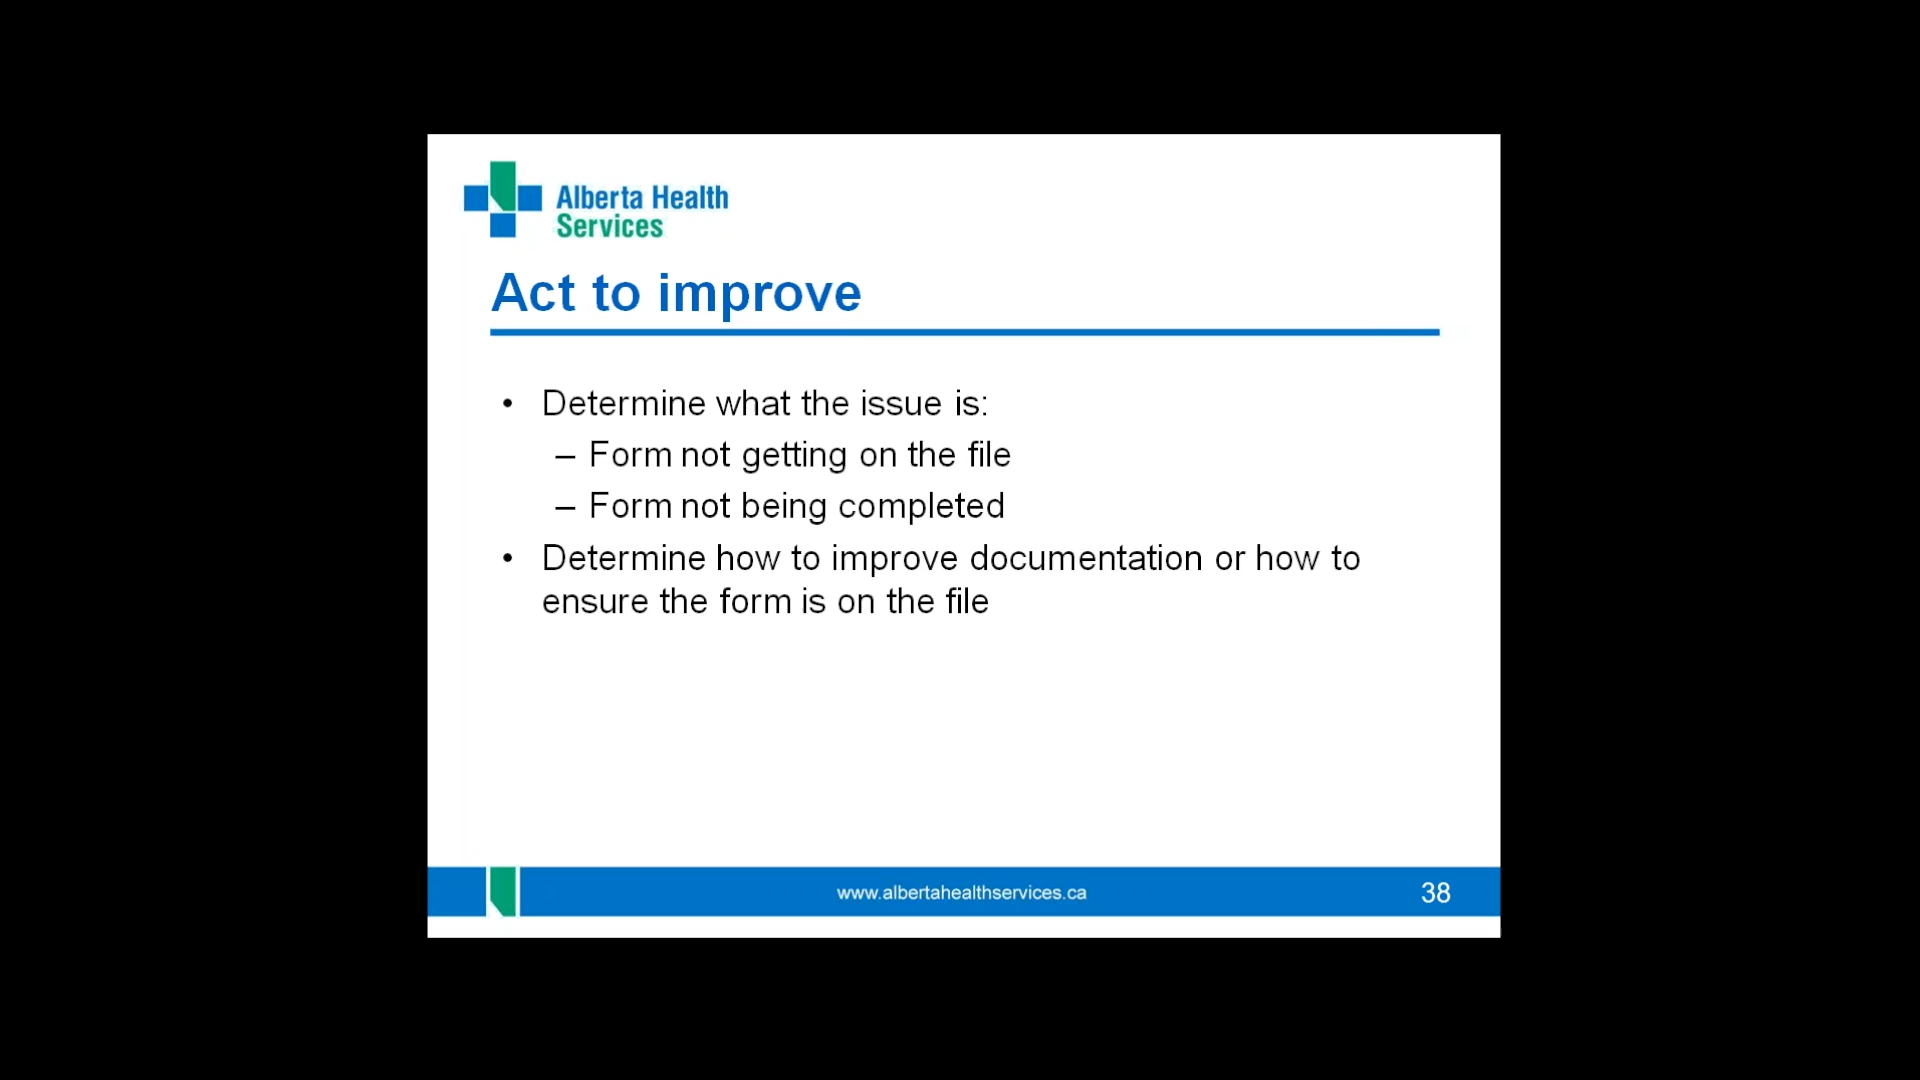 Alberta Health
Services
Act to improve
• Determine what the issue is:
– Form not getting on the file
– Form not being completed
• Determine how to improve documentation or how to
ensure the form is on the file
www.albertahealthservices.ca
38